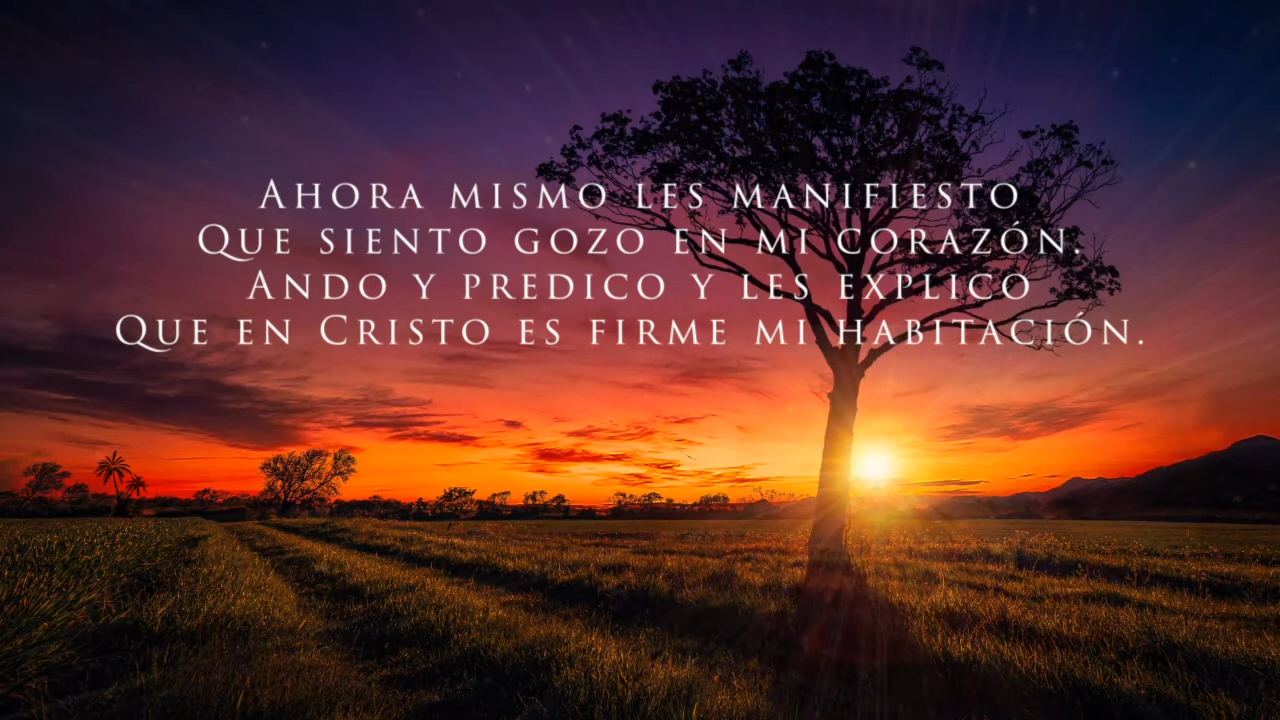 Ahora mismo les manifiesto
Que siento gozo en mi corazón.
Ando y predico y les explico
Que en Cristo es firme mi habitación.